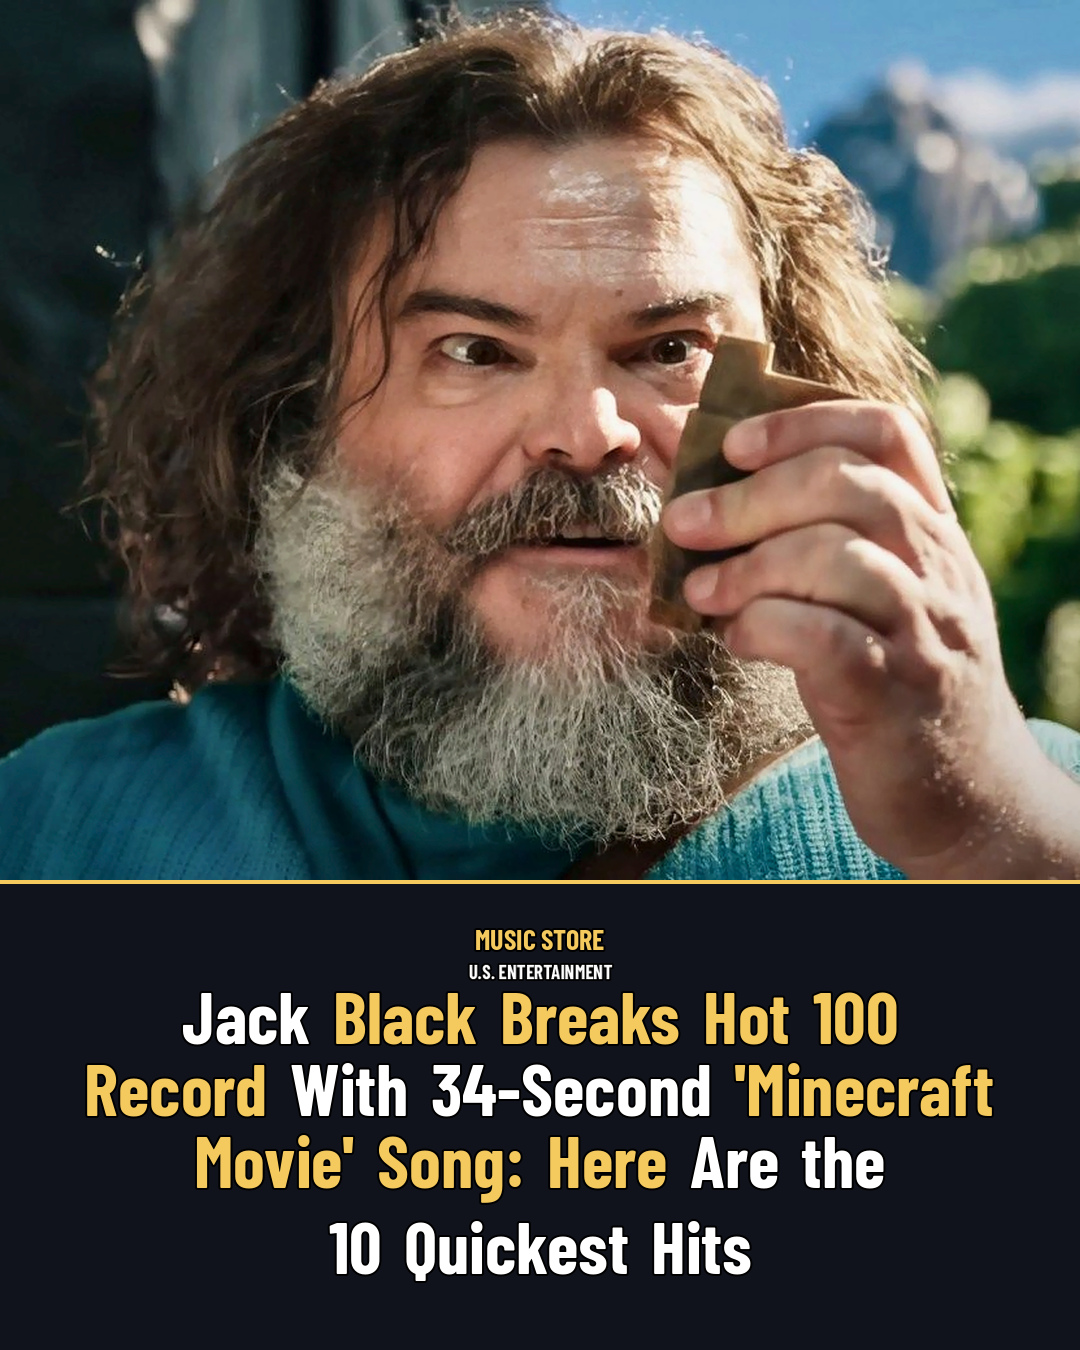 MUSIC STORE
U.S. ENTERTAINMENT
Jack Black Breaks Hot 100
Record With 34-Second 'Minecraft
Movie' Song: Here Are the
10 Quickest Hits